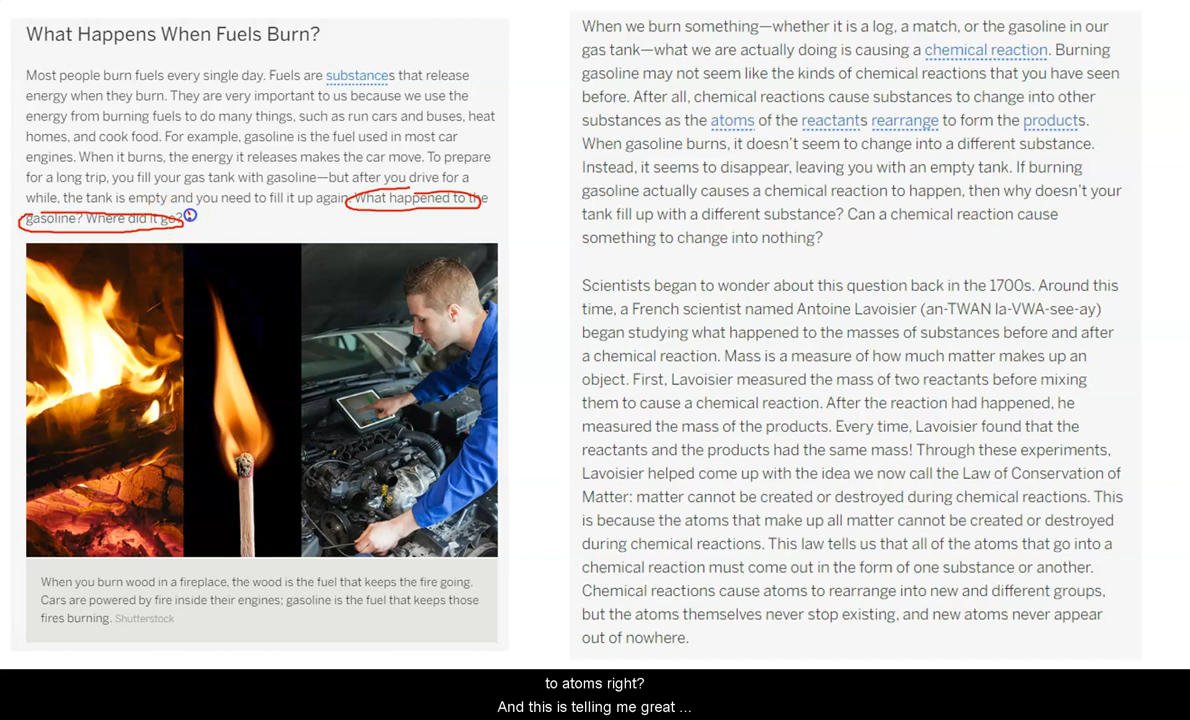 What Happens When Fuels Burn?
Most people burn fuels every single day. Fuels are substances that release
energy when they burn. They are very important to us because we use the
energy from burning fuels to do many things, such as run cars and buses, heat
homes, and cook food. For example, gasoline is the fuel used in most car
engines. When it burns, the energy it releases makes the car move. To prepare
for a long trip, you fill your gas tank with gasoline—but after you drive for a
while, the tank is empty and you need to fill it up again. What happened to the
gasoline? Where did it go?
When you burn wood in a fireplace, the wood is the fuel that keeps the fire going.
Cars are powered by fire inside their engines; gasoline is the fuel that keeps those
fires burning. Shutterstock
When we burn something—whether it is a log, a match, or the gasoline in our
gas tank—what we are actually doing is causing a chemical reaction. Burning
gasoline may not seem like the kinds of chemical reactions that you have seen
before. After all, chemical reactions cause substances to change into other
substances as the atoms of the reactants rearrange to form the products.
When gasoline burns, it doesn't seem to change into a different substance.
Instead, it seems to disappear, leaving you with an empty tank. If burning
gasoline actually causes a chemical reaction to happen, then why doesn't your
tank fill up with a different substance? Can a chemical reaction cause
something to change into nothing?
Scientists began to wonder about this question back in the 1700s. Around this
time, a French scientist named Antoine Lavoisier (an-TWAN la-VWA-see-ay)
began studying what happened to the masses of substances before and after
a chemical reaction. Mass is a measure of how much matter makes up an
object. First, Lavoisier measured the mass of two reactants before mixing
them to cause a chemical reaction. After the reaction had happened, he
measured the mass of the products. Every time, Lavoisier found that the
reactants and the products had the same mass! Through these experiments,
Lavoisier helped come up with the idea we now call the Law of Conservation of
Matter: matter cannot be created or destroyed during chemical reactions. This
is because the atoms that make up all matter cannot be created or destroyed
during chemical reactions. This law tells us that all of the atoms that go into a
chemical reaction must come out in the form of one substance or another.
Chemical reactions cause atoms to rearrange into new and different groups,
but the atoms themselves never stop existing, and new atoms never appear
out of nowhere.
to atoms right?
And this is telling me great ...